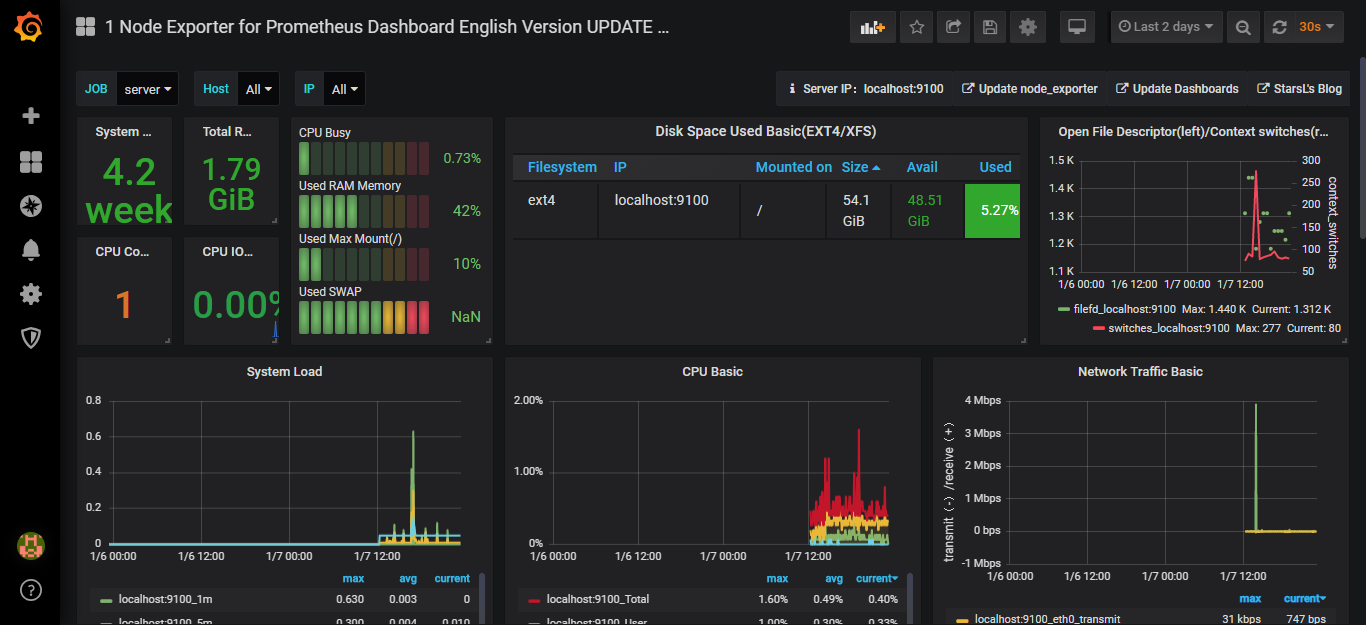 1 Node Exporter for Prometheus Dashboard English Version UPDATE ...
Last 2 days
30s
JOB server Host All IP All
Server IP: localhost:9100 Update node_exporter Update Dashboards StarsL's Blog
System ...
4.2
week
Total R...
1.79
GiB
CPU Co...
1
CPU IO...
0.00%
CPU Busy
0.73%
Used RAM Memory
42%
Used Max Mount(/)
10%
Used SWAP
NaN
Disk Space Used Basic(EXT4/XFS)
Filesystem IP Mounted on Size Avail Used
ext4 localhost:9100 / 54.1 GiB 48.51 GiB 5.27%
Open File Descriptor(left)/Context switches(r...
1.5 K
1.4 K
1.3 K
1.2 K
1.1 K
300
250
200
150
100
50
context_switches
1/6 00:00 1/6 12:00 1/7 00:00 1/7 12:00
filefd_localhost:9100 Max: 1.440 K Current: 1.312 K
switches_localhost:9100 Max: 277 Current: 80
System Load
0.8
0.6
0.4
0.2
0
1/6 00:00 1/6 12:00 1/7 00:00 1/7 12:00
max avg current
localhost:9100_1m 0.630 0.003 0
localhost:9100_5m 0.300 0.004 0.010
CPU Basic
2.00%
1.00%
0%
1/6 00:00 1/6 12:00 1/7 00:00 1/7 12:00
max avg current
localhost:9100_Total 1.60% 0.49% 0.40%
localhost:9100_User 1.00% 0.30% 0.33%
Network Traffic Basic
transmit (-) /receive (+)
4 Mbps
3 Mbps
2 Mbps
1 Mbps
0 bps
-1 Mbps
1/6 00:00 1/6 12:00 1/7 00:00 1/7 12:00
max current
localhost:9100_eth0_transmit 31 kbps 747 bps